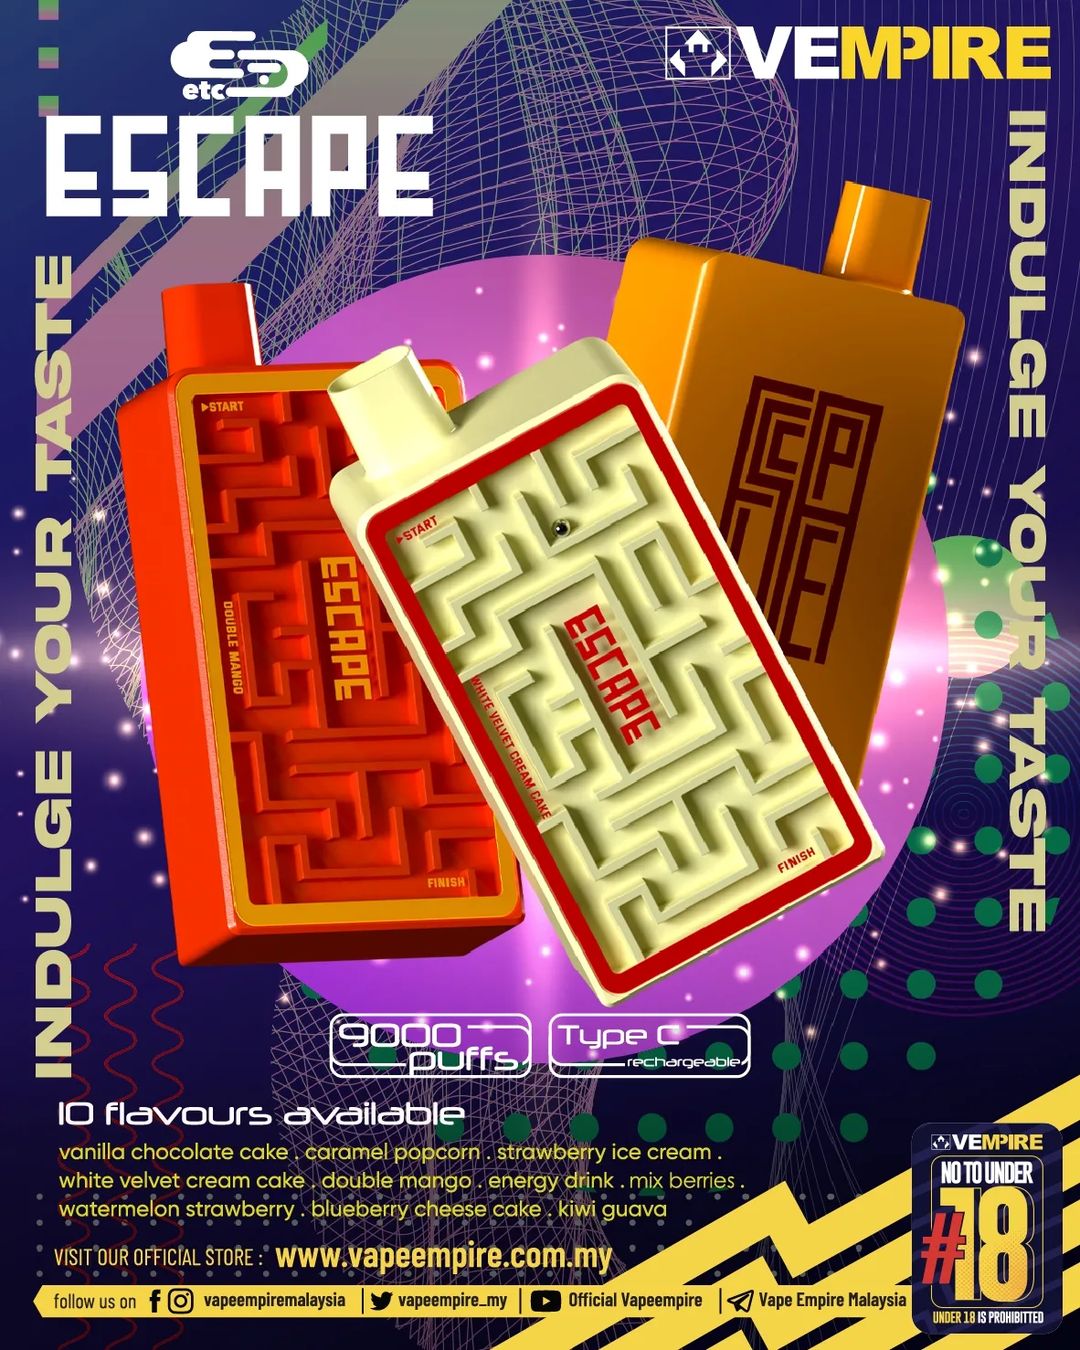 etc
ESCAPE
VEMPIRE
INDULGE YOUR TASTE
INDULGE YOUR TASTE
START
ESCAPE
DOUBLE MANGO
FINISH
START
ESCAPE
WHITE VELVET CREAM CAKE
FINISH
9000
puffs
Type C
rechargeable
10 flavours available
vanilla chocolate cake . caramel popcorn . strawberry ice cream .
white velvet cream cake . double mango . energy drink . mix berries .
watermelon strawberry . blueberry cheese cake . kiwi guava
VISIT OUR OFFICIAL STORE : www.vapeempire.com.my
follow us on vapeempiremalaysia | vapeempire_my | Official Vapeempire | Vape Empire Malaysia
VEMPIRE
NO TO UNDER
#18
UNDER 18 IS PROHIBITED